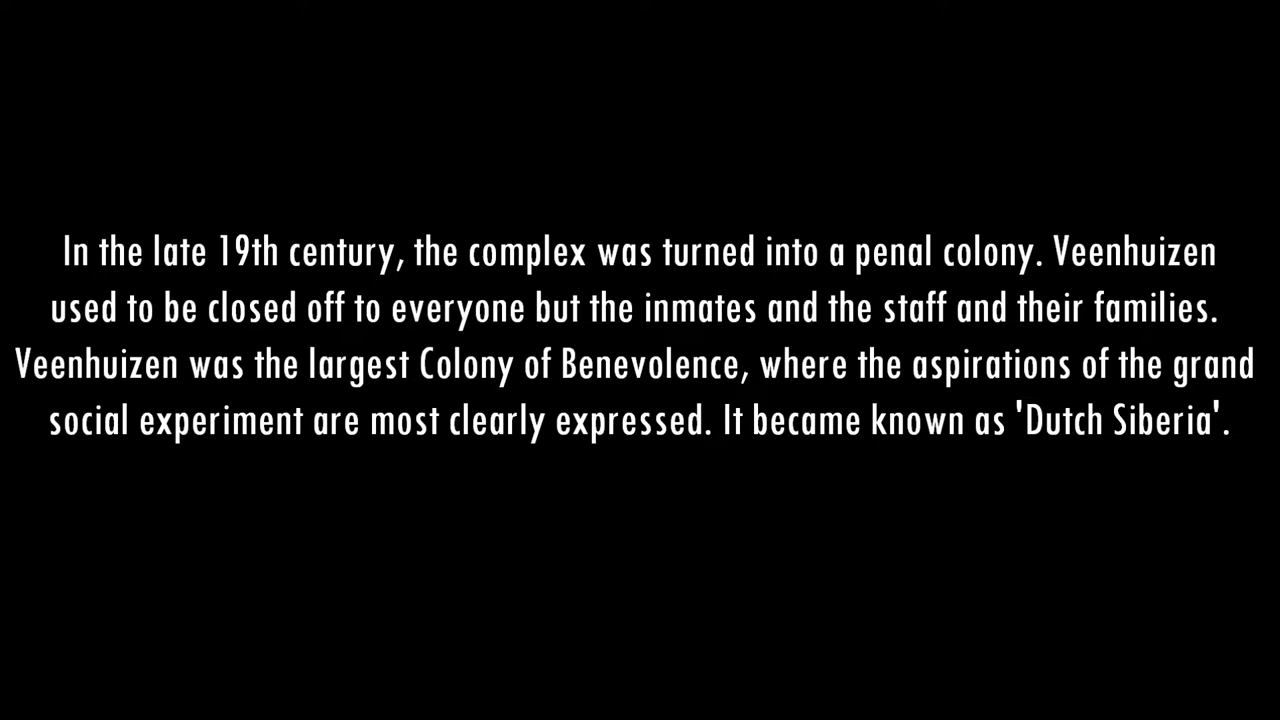 In the late 19th century, the complex was turned into a penal colony. Veenhuizen
used to be closed off to everyone but the inmates and the staff and their families.
Veenhuizen was the largest Colony of Benevolence, where the aspirations of the grand
social experiment are most clearly expressed. It became known as 'Dutch Siberia'.